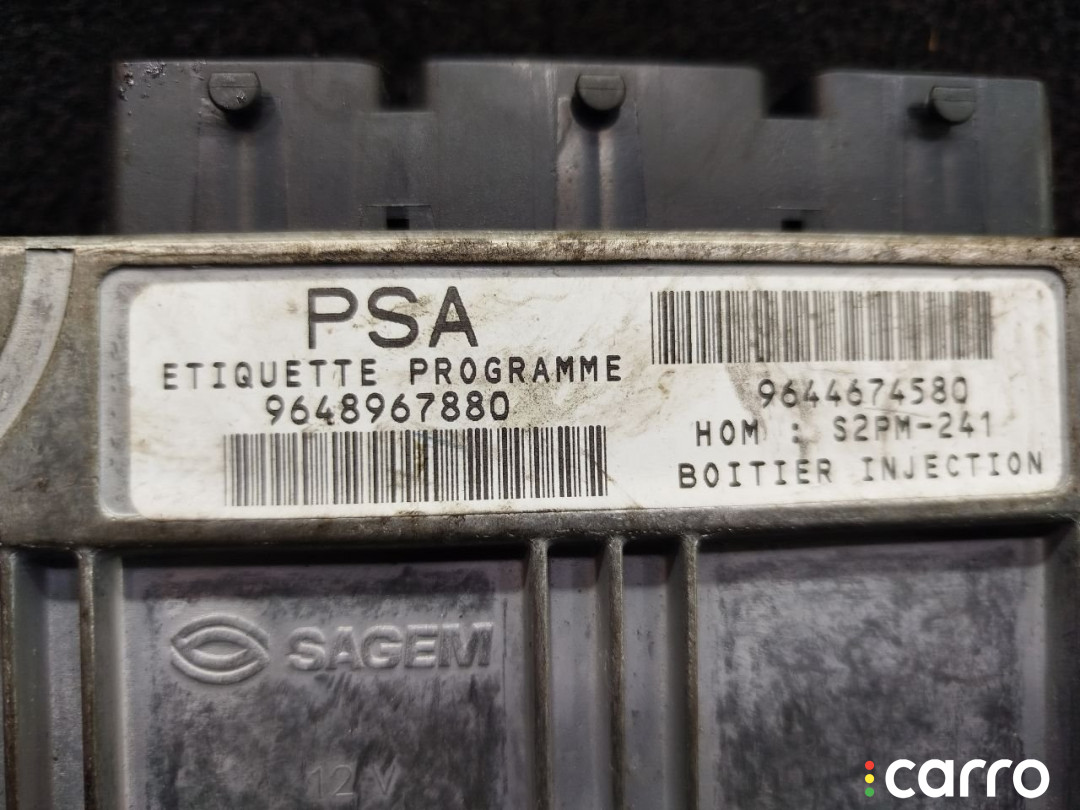 PSA
ETIQUETTE PROGRAMME
9648967880
9644674580
HOM : S2PM-241
BOITIER INJECTION
SAGEM
12 V
carro